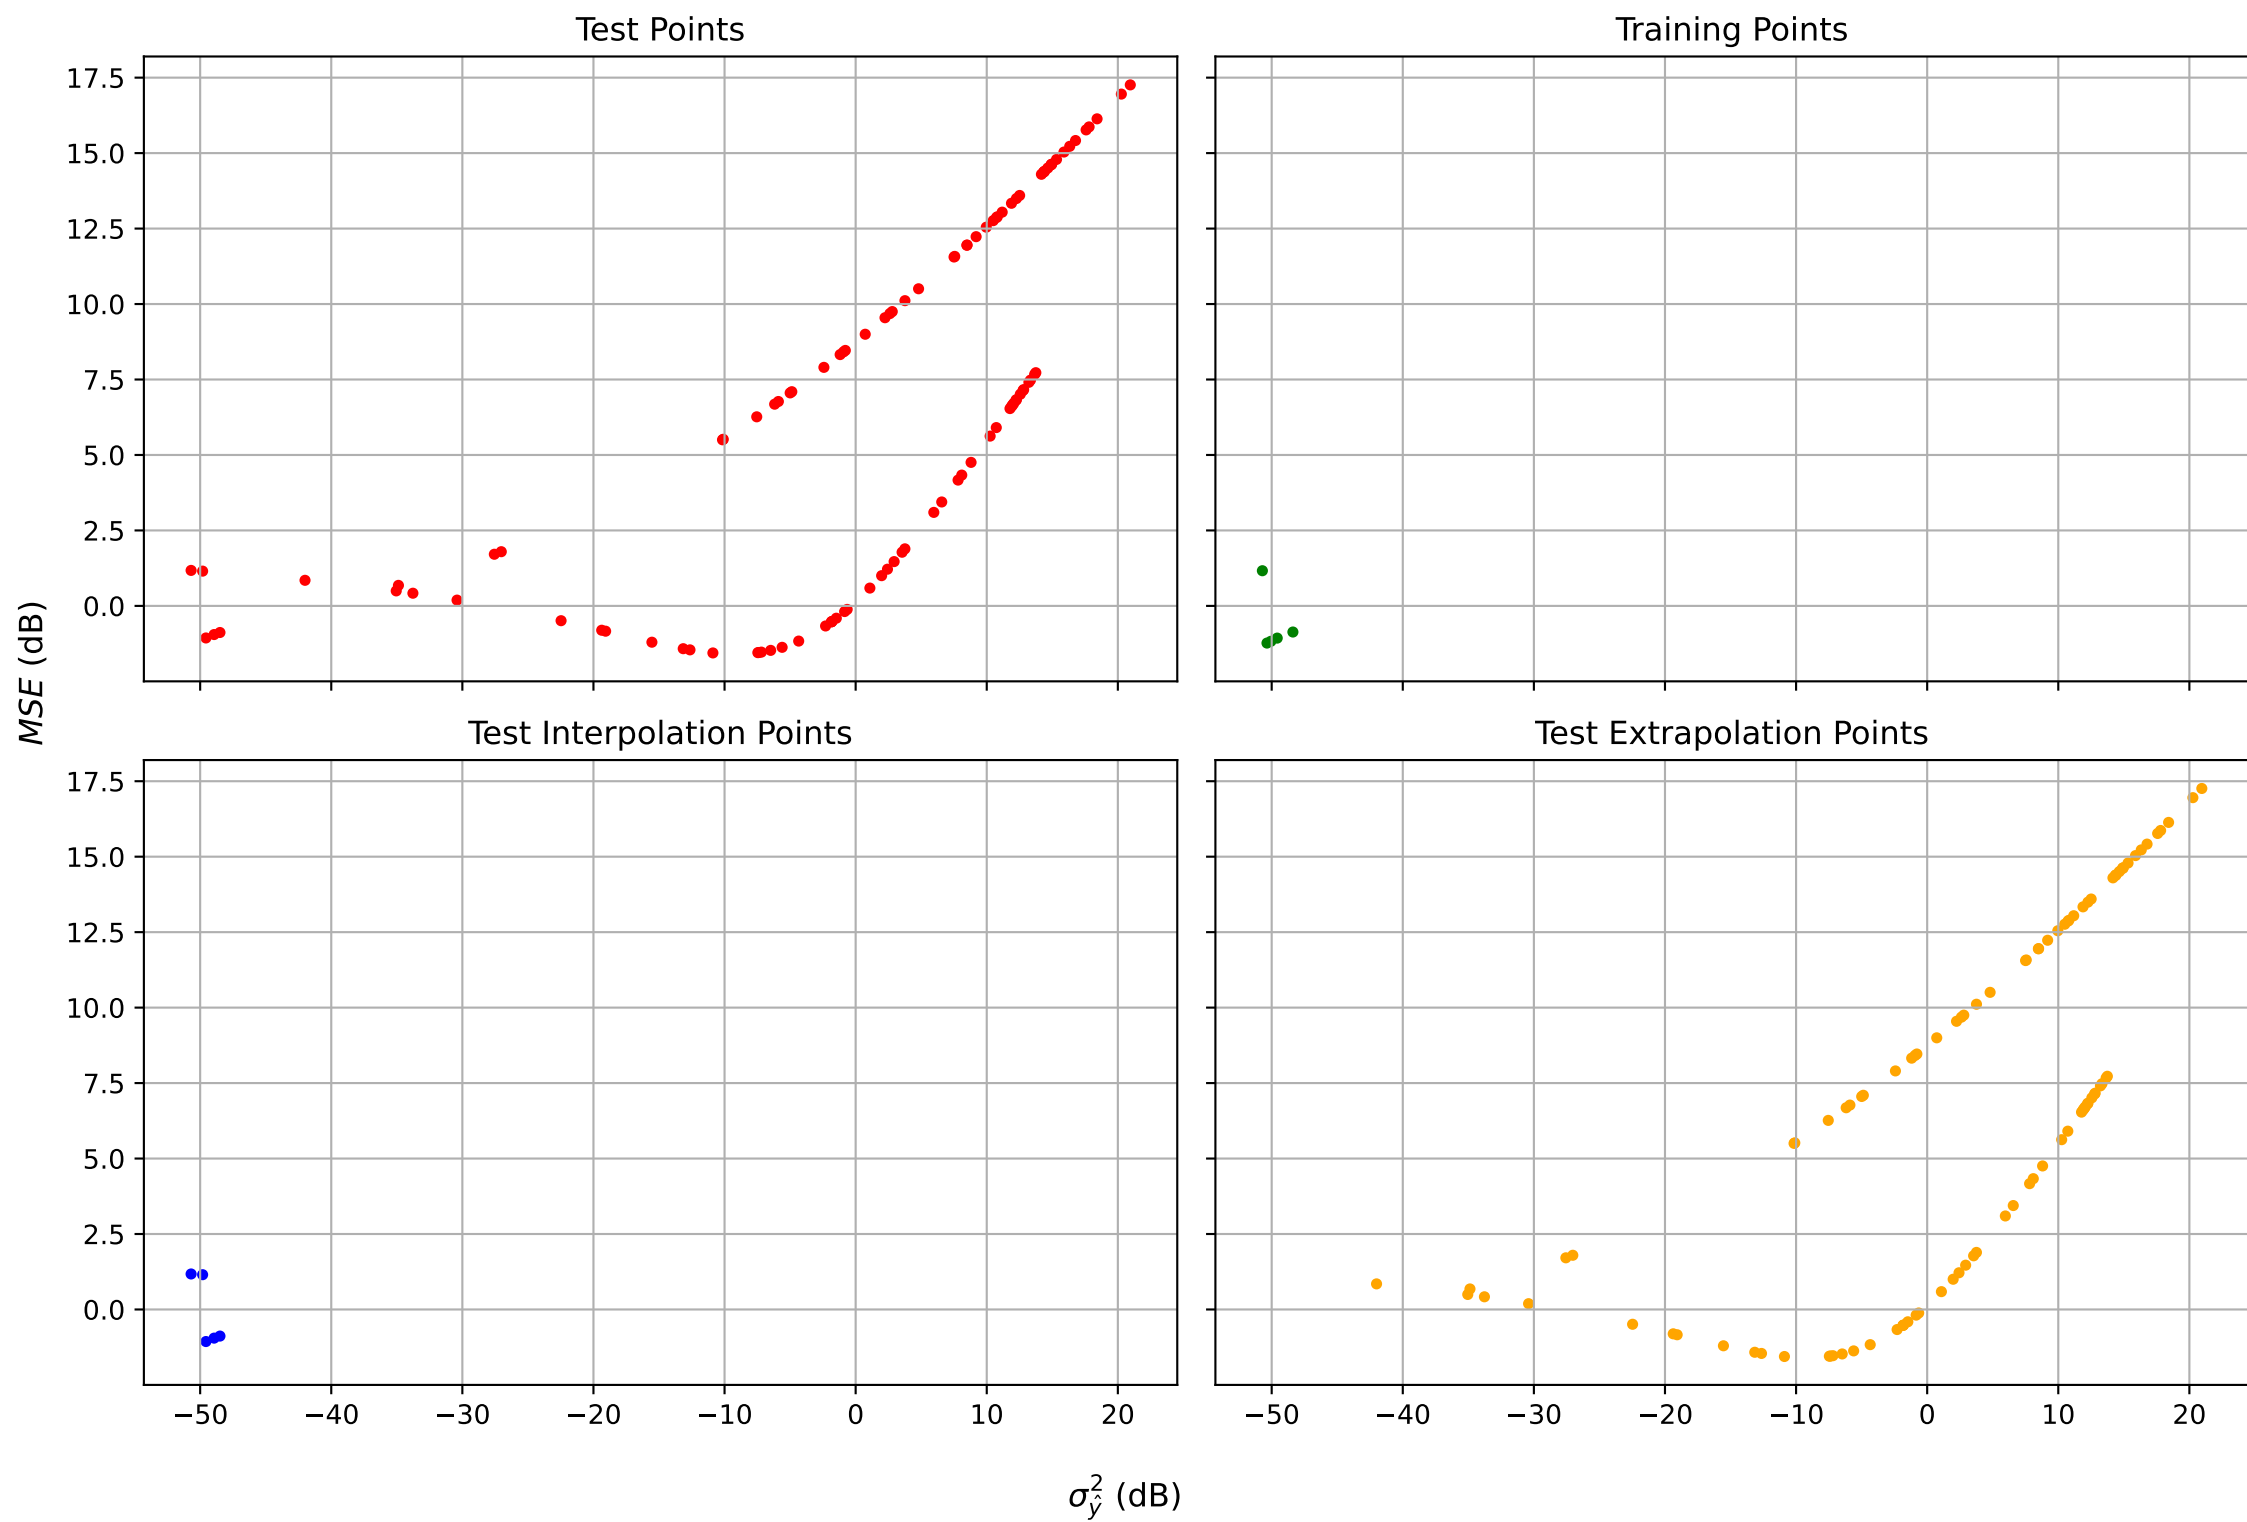 Test Points
Training Points
17.5
15.0
12.5
10.0
7.5
5.0
2.5
0.0
MSE (dB)
Test Interpolation Points
Test Extrapolation Points
17.5
15.0
12.5
10.0
7.5
5.0
2.5
0.0
−50 −40 −30 −20 −10 0 10 20
−50 −40 −30 −20 −10 0 10 20
σ²_ŷ (dB)